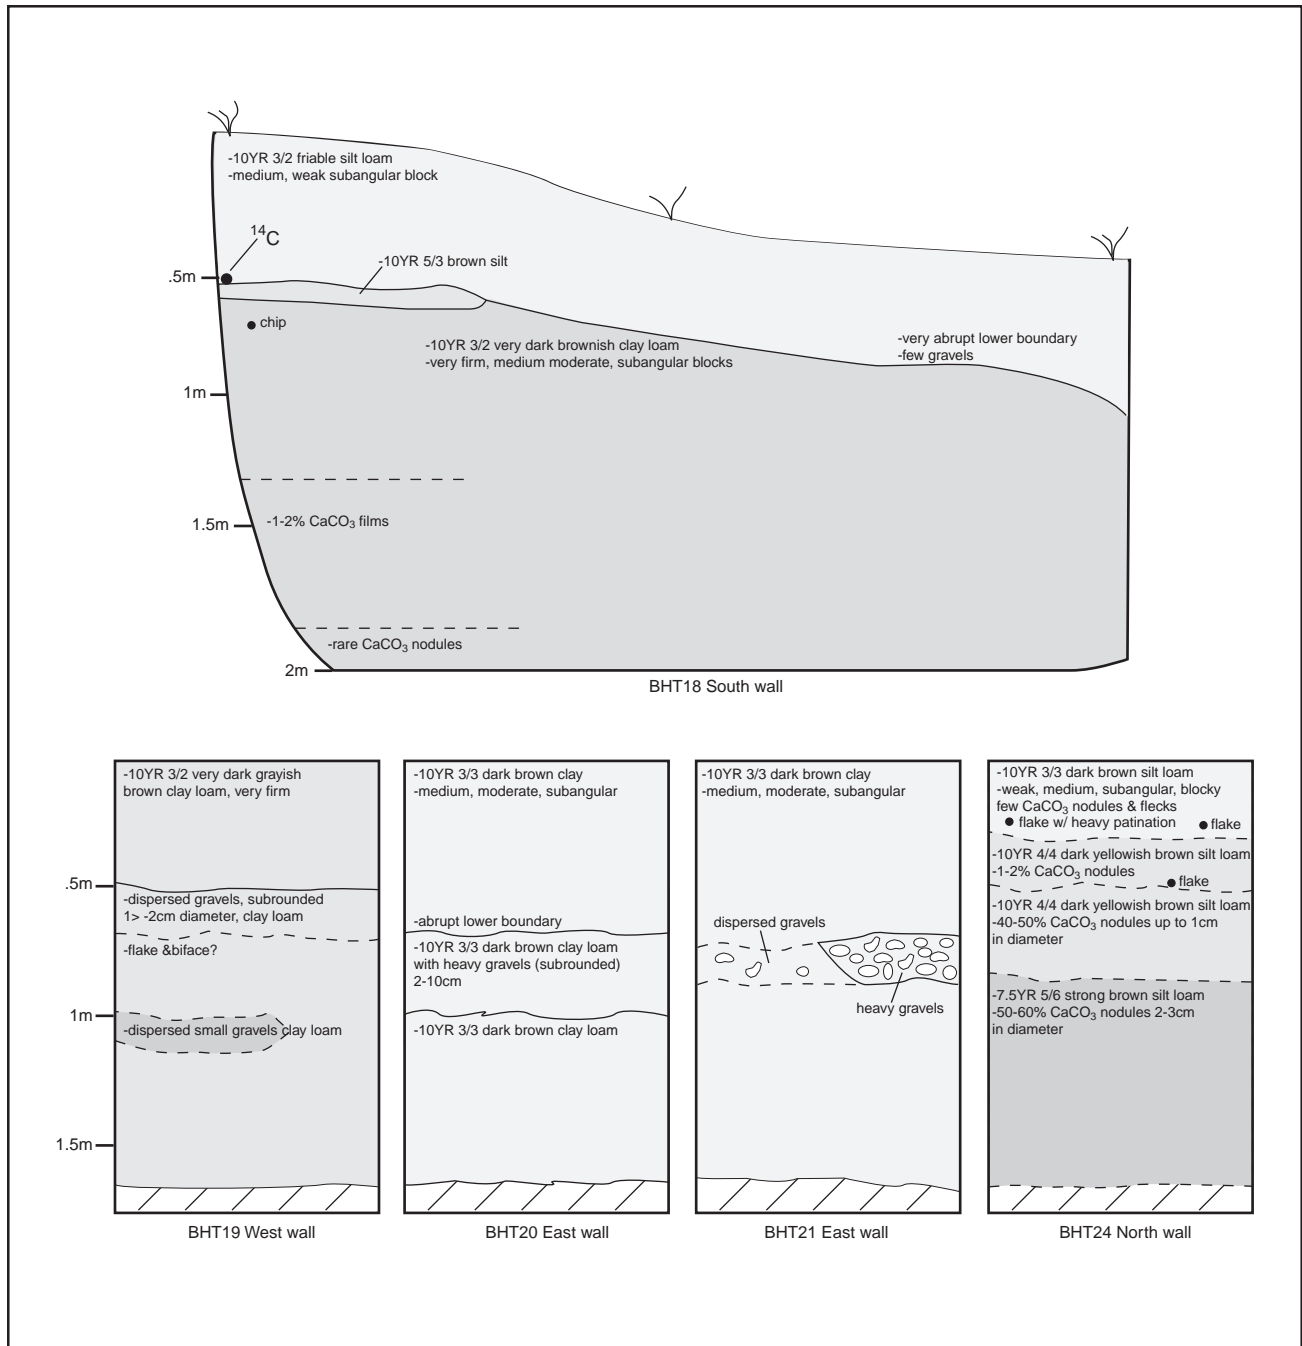 -10YR 3/2 friable silt loam
-medium, weak subangular block
14C
-10YR 5/3 brown silt
.5m
chip
-10YR 3/2 very dark brownish clay loam
-very firm, medium moderate, subangular blocks
-very abrupt lower boundary
-few gravels
1m
1.5m
-1-2% CaCO3 films
-rare CaCO3 nodules
2m
BHT18 South wall
-10YR 3/2 very dark grayish
brown clay loam, very firm
.5m
-dispersed gravels, subrounded
1> -2cm diameter, clay loam
-flake &biface?
1m
-dispersed small gravels clay loam
1.5m
BHT19 West wall
-10YR 3/3 dark brown clay
-medium, moderate, subangular
-abrupt lower boundary
-10YR 3/3 dark brown clay loam
with heavy gravels (subrounded)
2-10cm
-10YR 3/3 dark brown clay loam
BHT20 East wall
-10YR 3/3 dark brown clay
-medium, moderate, subangular
dispersed gravels
heavy gravels
BHT21 East wall
-10YR 3/3 dark brown silt loam
-weak, medium, subangular, blocky
few CaCO3 nodules & flecks
flake w/ heavy patination
flake
-10YR 4/4 dark yellowish brown silt loam
-1-2% CaCO3 nodules
flake
-10YR 4/4 dark yellowish brown silt loam
-40-50% CaCO3 nodules up to 1cm
in diameter
-7.5YR 5/6 strong brown silt loam
-50-60% CaCO3 nodules 2-3cm
in diameter
BHT24 North wall